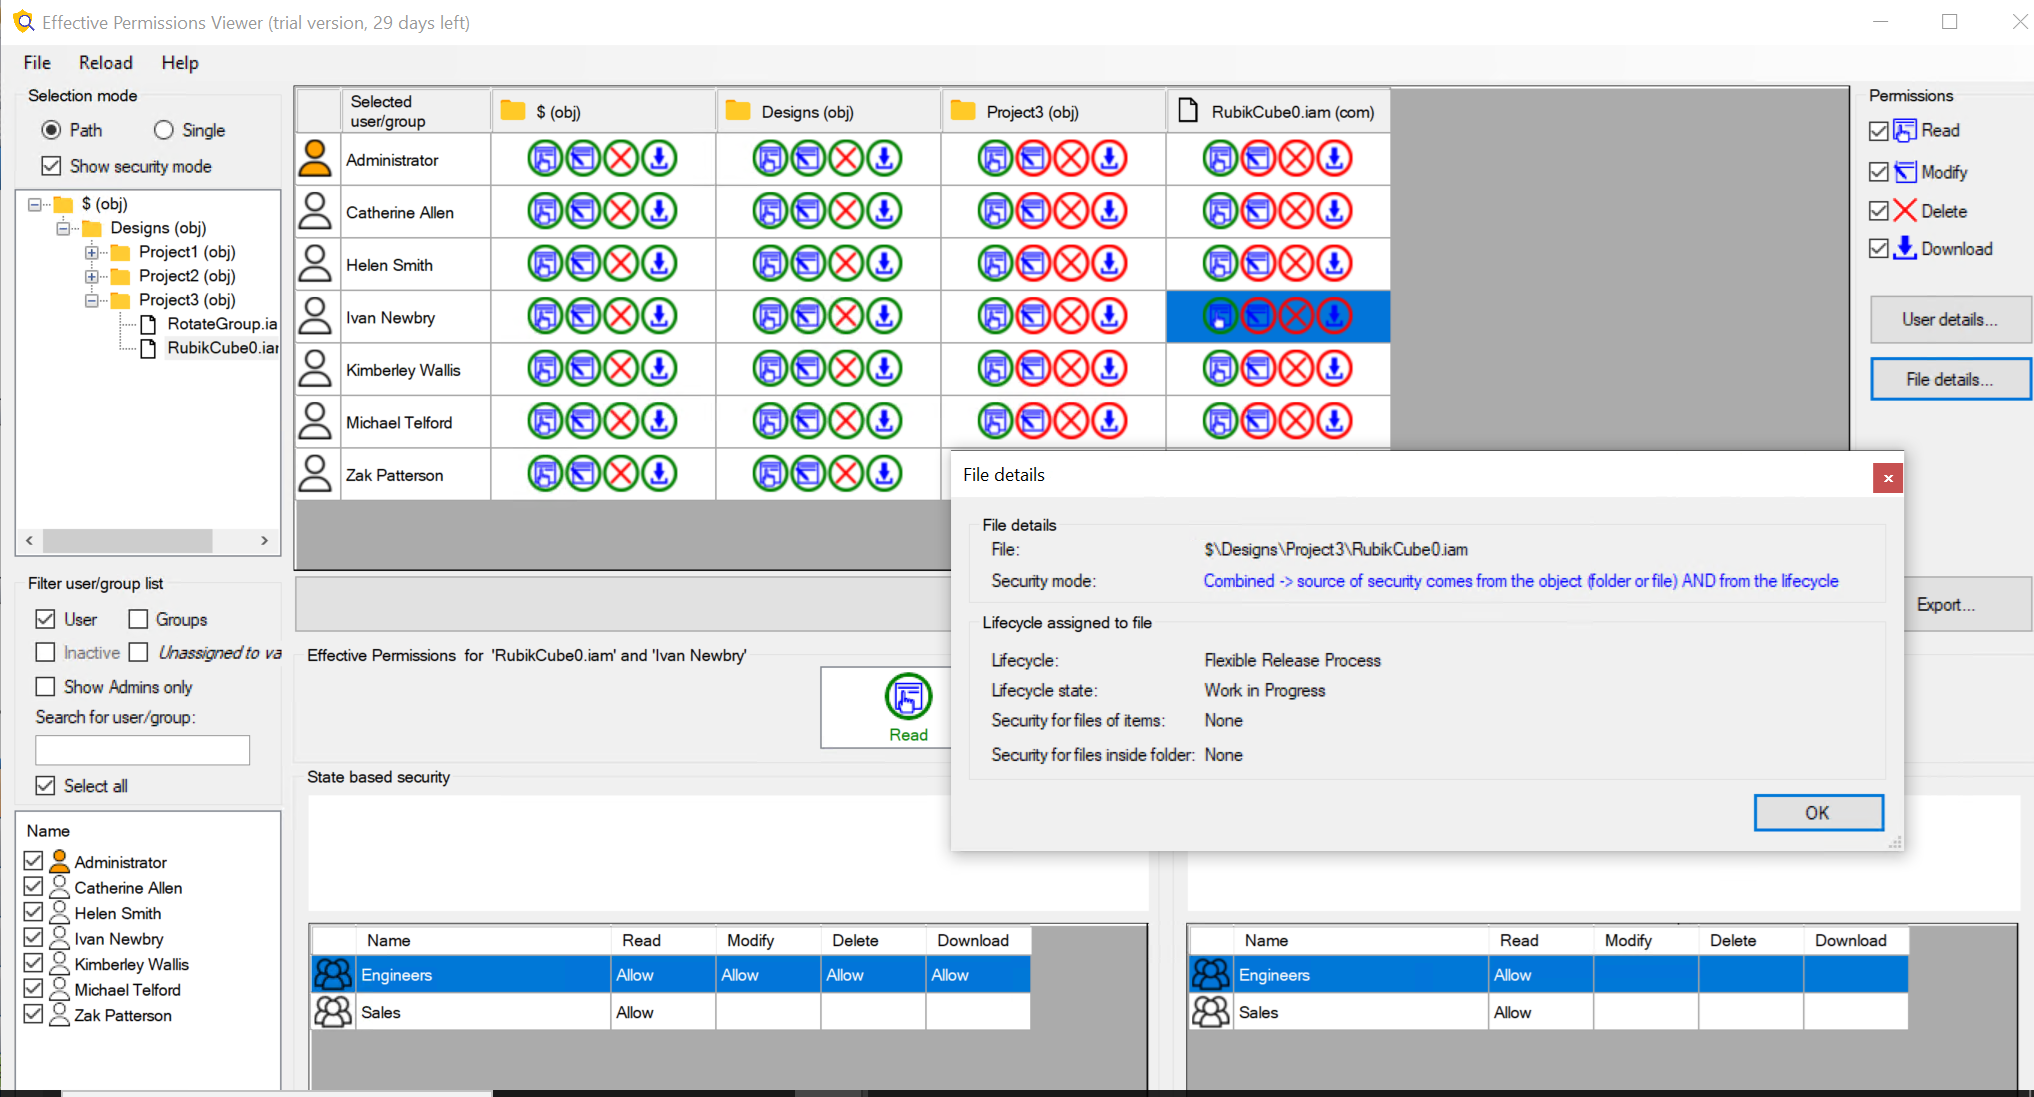 Effective Permissions Viewer (trial version, 29 days left)
File Reload Help
Selection mode
Path Single
Show security mode
$ (obj)
Designs (obj)
Project1 (obj)
Project2 (obj)
Project3 (obj)
RotateGroup.ia
RubikCube0.iar
Filter user/group list
User Groups
Inactive Unassigned to va
Show Admins only
Search for user/group:
Select all
Name
Administrator
Catherine Allen
Helen Smith
Ivan Newbry
Kimberley Wallis
Michael Telford
Zak Patterson
Selected user/group $ (obj) Designs (obj) Project3 (obj) RubikCube0.iam (com)
Administrator
Catherine Allen
Helen Smith
Ivan Newbry
Kimberley Wallis
Michael Telford
Zak Patterson
Permissions
Read
Modify
Delete
Download
User details...
File details...
Export...
File details
File details
File: $\Designs\Project3\RubikCube0.iam
Security mode: Combined -> source of security comes from the object (folder or file) AND from the lifecycle
Lifecycle assigned to file
Lifecycle: Flexible Release Process
Lifecycle state: Work in Progress
Security for files of items: None
Security for files inside folder: None
OK
Effective Permissions for 'RubikCube0.iam' and 'Ivan Newbry'
Read
State based security
Name Read Modify Delete Download
Engineers Allow Allow Allow Allow
Sales Allow
Name Read Modify Delete Download
Engineers Allow
Sales Allow